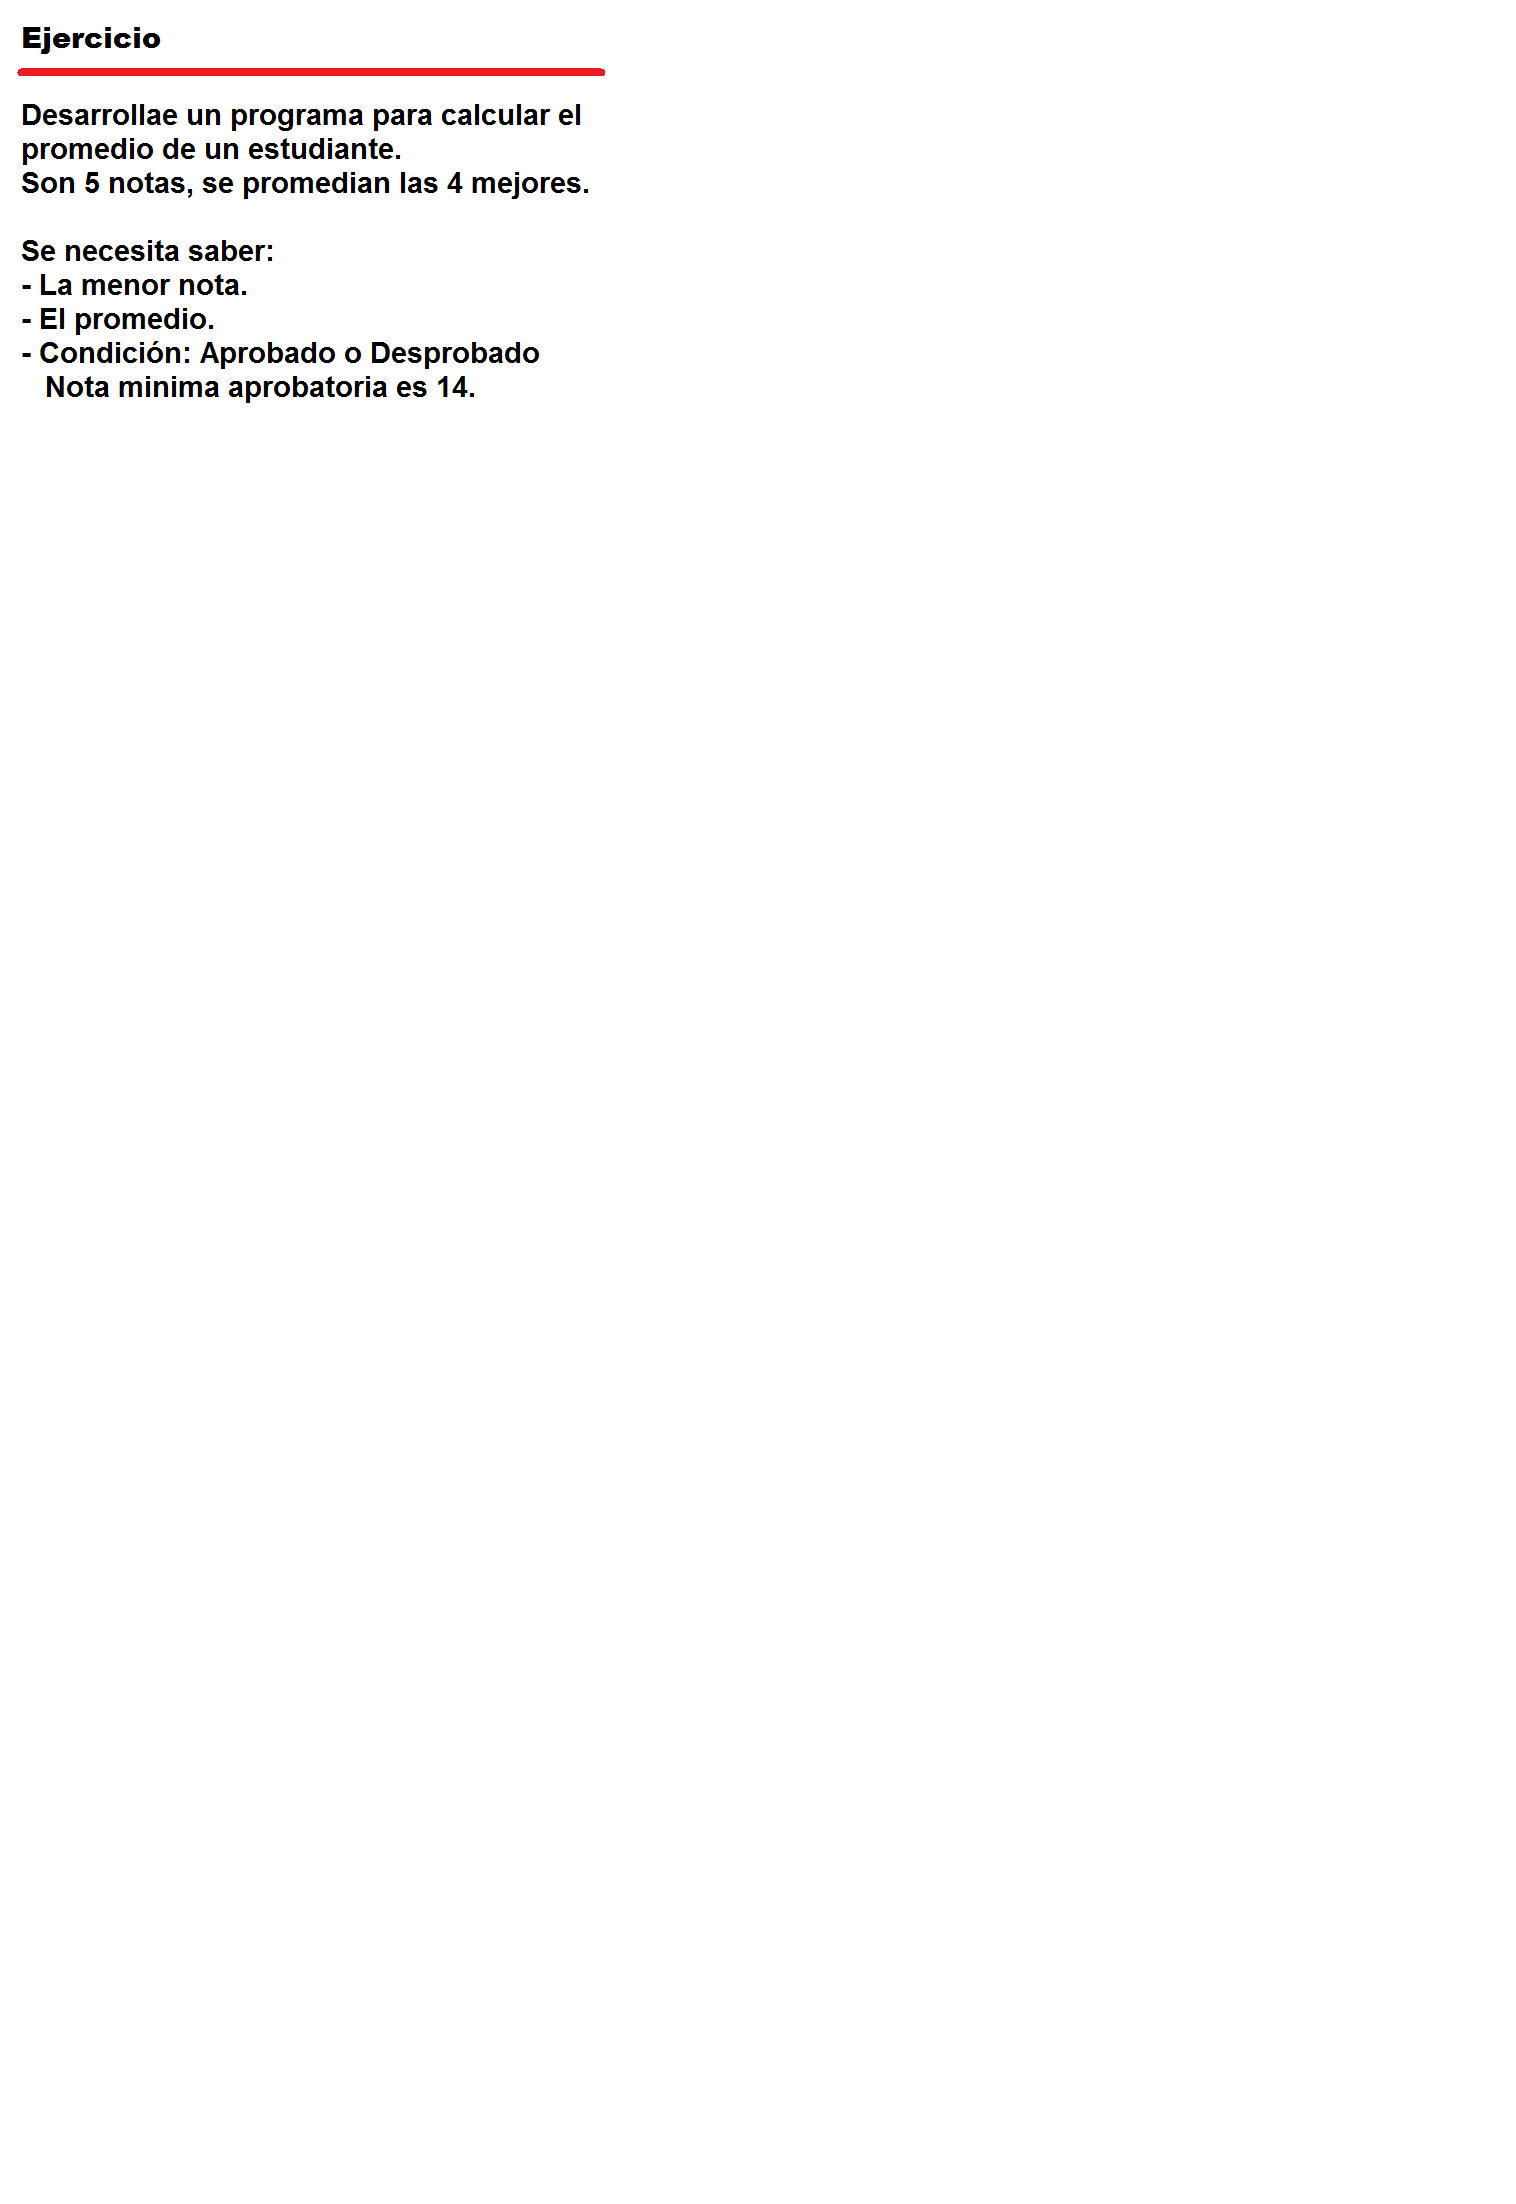 Ejercicio
Desarrollae un programa para calcular el
promedio de un estudiante.
Son 5 notas, se promedian las 4 mejores.
Se necesita saber:
- La menor nota.
- El promedio.
- Condición: Aprobado o Desprobado
Nota minima aprobatoria es 14.